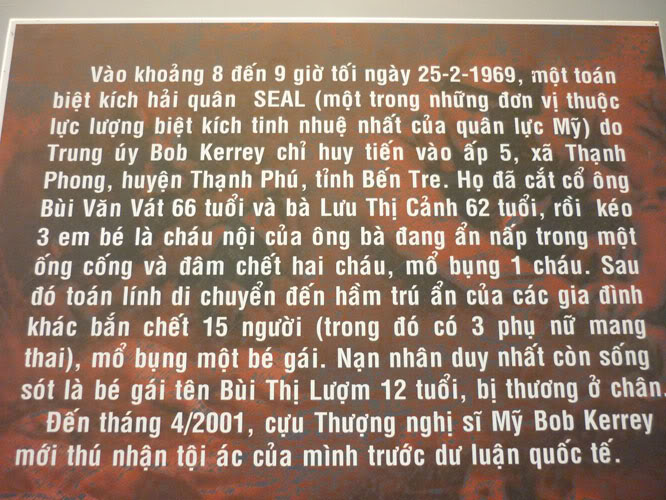 Vào khoảng 8 đến 9 giờ tối ngày 25-2-1969, một toán
biệt kích hải quân SEAL (một trong những đơn vị thuộc
lực lượng biệt kích tinh nhuệ nhất của quân lực Mỹ) do
Trung úy Bob Kerrey chỉ huy tiến vào ấp 5, xã Thạnh
Phong, huyện Thạnh Phú, tỉnh Bến Tre. Họ đã cắt cổ ông
Bùi Văn Vát 66 tuổi và bà Lưu Thị Cảnh 62 tuổi, rồi kéo
3 em bé là cháu nội của ông bà đang ẩn nấp trong một
ống cống và đâm chết hai cháu, mổ bụng 1 cháu. Sau
đó toán lính di chuyển đến hầm trú ẩn của các gia đình
khác bắn chết 15 người (trong đó có 3 phụ nữ mang
thai), mổ bụng một bé gái. Nạn nhân duy nhất còn sống
sót là bé gái tên Bùi Thị Lượm 12 tuổi, bị thương ở chân.
Đến tháng 4/2001, cựu Thượng nghị sĩ Mỹ Bob Kerrey
mới thú nhận tội ác của mình trước dư luận quốc tế.